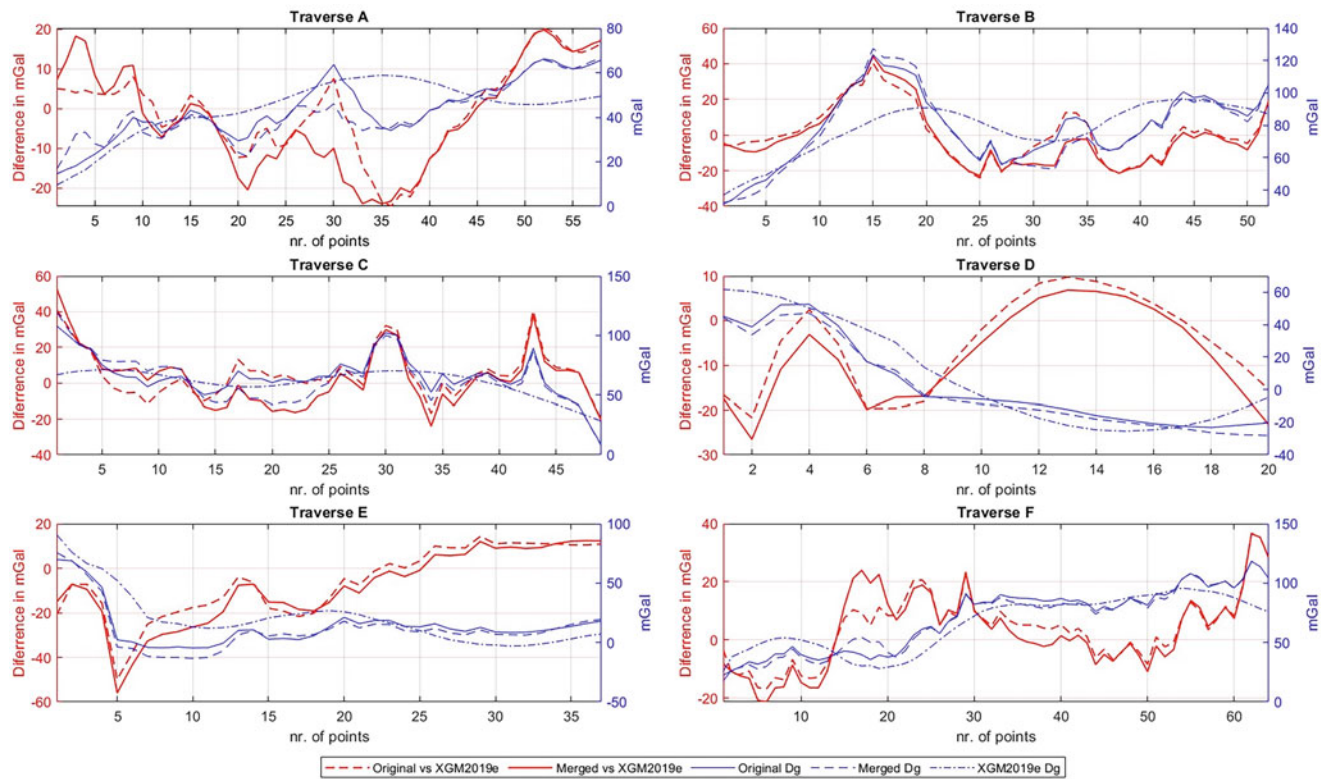 Traverse A
Traverse B
Diference in mGal
20
10
0
-10
-20
80
60
40
20
0
mGal
5 10 15 20 25 30 35 40 45 50 55
nr. of points
Diference in mGal
60
40
20
0
-20
-40
140
120
100
80
60
40
mGal
5 10 15 20 25 30 35 40 45 50
nr. of points
Traverse C
Traverse D
Diference in mGal
60
40
20
0
-20
-40
150
100
50
0
mGal
5 10 15 20 25 30 35 40 45
nr. of points
Diference in mGal
10
0
-10
-20
-30
60
40
20
0
-20
-40
mGal
2 4 6 8 10 12 14 16 18 20
nr. of points
Traverse E
Traverse F
Diference in mGal
20
0
-20
-40
-60
100
50
0
-50
mGal
5 10 15 20 25 30 35
nr. of points
Diference in mGal
40
20
0
-20
150
100
50
0
mGal
10 20 30 40 50 60
nr. of points
Original vs XGM2019e Merged vs XGM2019e Original Dg Merged Dg XGM2019e Dg